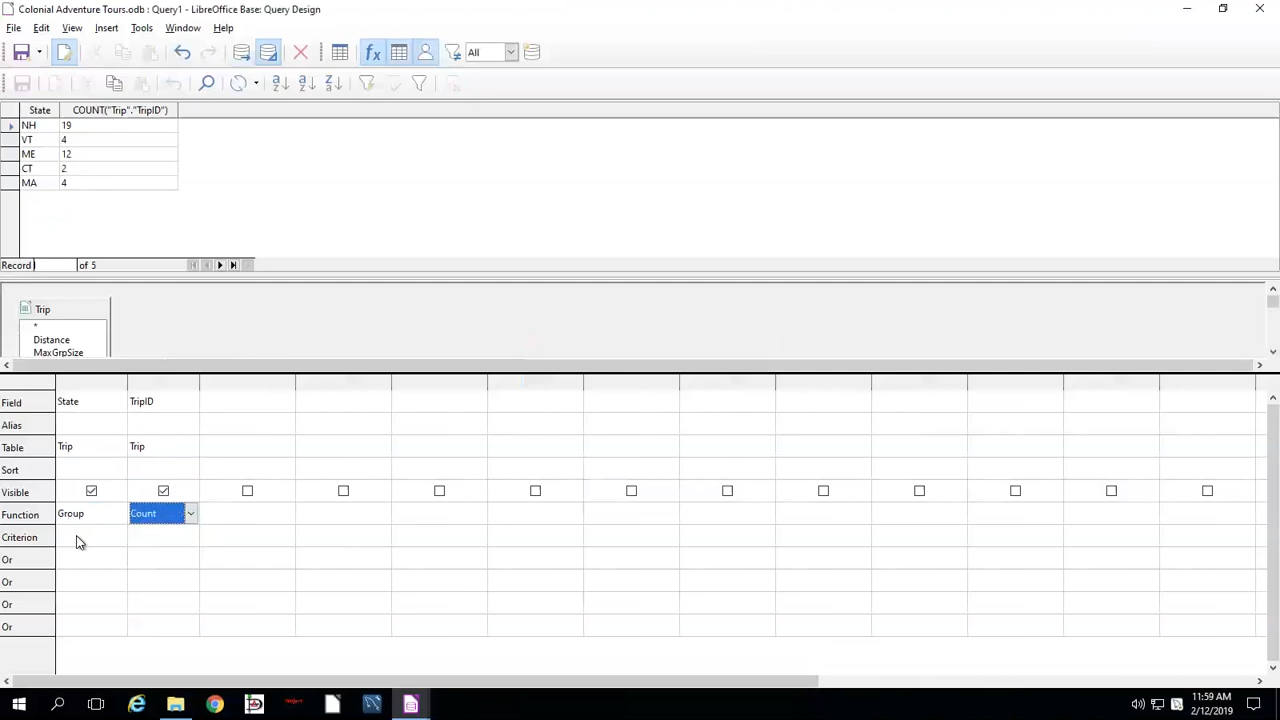 Colonial Adventure Tours.odb : Query1 - LibreOffice Base: Query Design
File Edit View Insert Tools Window Help
All
State COUNT("Trip"."TripID")
NH 19
VT 4
ME 12
CT 2
MA 4
Record of 5
Trip
*
Distance
MaxGrpSize
Field State TripID
Alias
Table Trip Trip
Sort
Visible
Function Group Count
Criterion
Or
Or
Or
Or
11:59 AM
2/12/2019